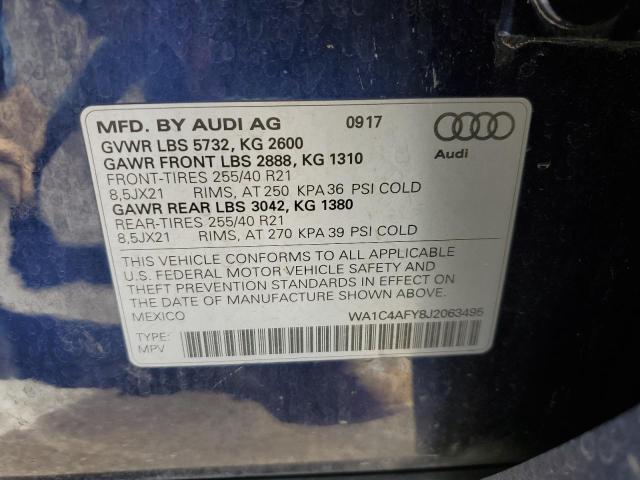 MFD. BY AUDI AG 0917
GVWR LBS 5732, KG 2600
GAWR FRONT LBS 2888, KG 1310
FRONT-TIRES 255/40 R21
8,5JX21 RIMS, AT 250 KPA 36 PSI COLD
GAWR REAR LBS 3042, KG 1380
REAR-TIRES 255/40 R21
8,5JX21 RIMS, AT 270 KPA 39 PSI COLD
Audi
THIS VEHICLE CONFORMS TO ALL APPLICABLE
U.S. FEDERAL MOTOR VEHICLE SAFETY AND
THEFT PREVENTION STANDARDS IN EFFECT ON
THE DATE OF MANUFACTURE SHOWN ABOVE.
MEXICO WA1C4AFY8J2063495
TYPE:
MPV